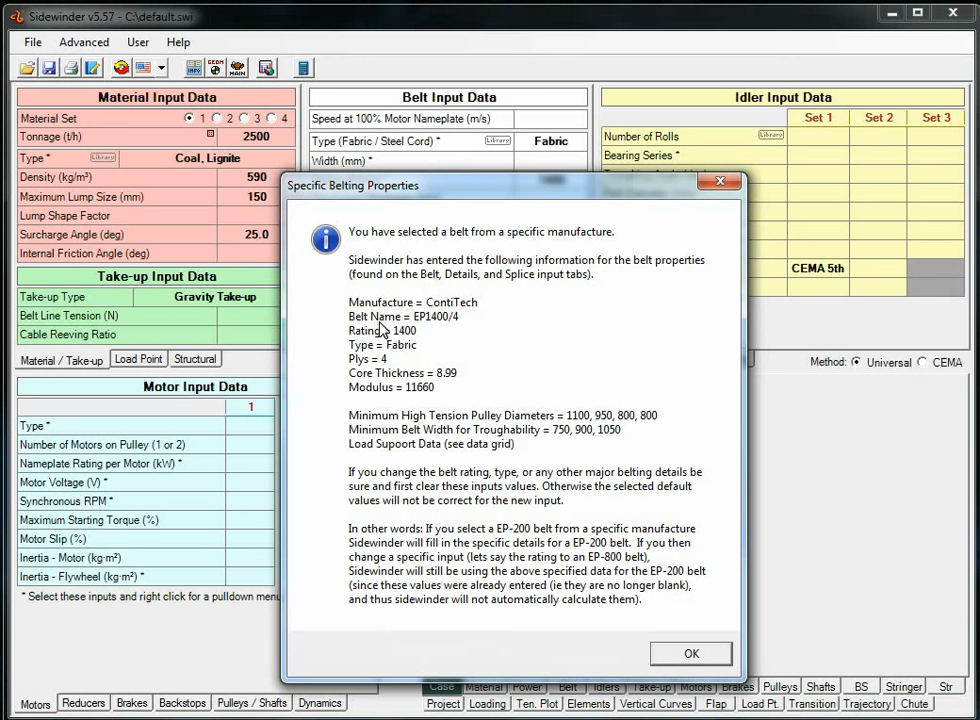 Sidewinder v5.57 - C:\default.swi
File Advanced User Help
Material Input Data
Material Set 1 2 3 4
Tonnage (t/h) 2500
Type * Library Coal, Lignite
Density (kg/m³) 590
Maximum Lump Size (mm) 150
Lump Shape Factor
Surcharge Angle (deg) 25.0
Internal Friction Angle (deg)
Take-up Input Data
Take-up Type Gravity Take-up
Belt Line Tension (N)
Cable Reeving Ratio
Material / Take-up Load Point Structural
Belt Input Data
Speed at 100% Motor Nameplate (m/s)
Type (Fabric / Steel Cord) * Library Fabric
Width (mm) *
Idler Input Data
Set 1 Set 2 Set 3
Number of Rolls Library
Bearing Series *
CEMA 5th
Method: Universal CEMA
Motor Input Data
1
Type *
Number of Motors on Pulley (1 or 2)
Nameplate Rating per Motor (kW) *
Motor Voltage (V) *
Synchronous RPM *
Maximum Starting Torque (%)
Motor Slip (%)
Inertia - Motor (kg·m²)
Inertia - Flywheel (kg·m²) *
* Select these inputs and right click for a pulldown menu
Motors Reducers Brakes Backstops Pulleys / Shafts Dynamics
Specific Belting Properties
You have selected a belt from a specific manufacture.
Sidewinder has entered the following information for the belt properties
(found on the Belt, Details, and Splice input tabs).
Manufacture = ContiTech
Belt Name = EP1400/4
Rating 1400
Type = Fabric
Plys = 4
Core Thickness = 8.99
Modulus = 11660
Minimum High Tension Pulley Diameters = 1100, 950, 800, 800
Minimum Belt Width for Troughability = 750, 900, 1050
Load Supoort Data (see data grid)
If you change the belt rating, type, or any other major belting details be
sure and first clear these inputs values. Otherwise the selected default
values will not be correct for the new input.
In other words: If you select a EP-200 belt from a specific manufacture
Sidewinder will fill in the specific details for a EP-200 belt. If you then
change a specific input (lets say the rating to an EP-800 belt),
Sidewinder will still be using the above specified data for the EP-200 belt
(since these values were already entered (ie they are no longer blank),
and thus sidewinder will not automatically calculate them).
OK
Case Material Power Belt Idlers Take-up Motors Brakes Pulleys Shafts BS Stringer Str
Project Loading Ten. Plot Elements Vertical Curves Flap Load Pt. Transition Trajectory Chute